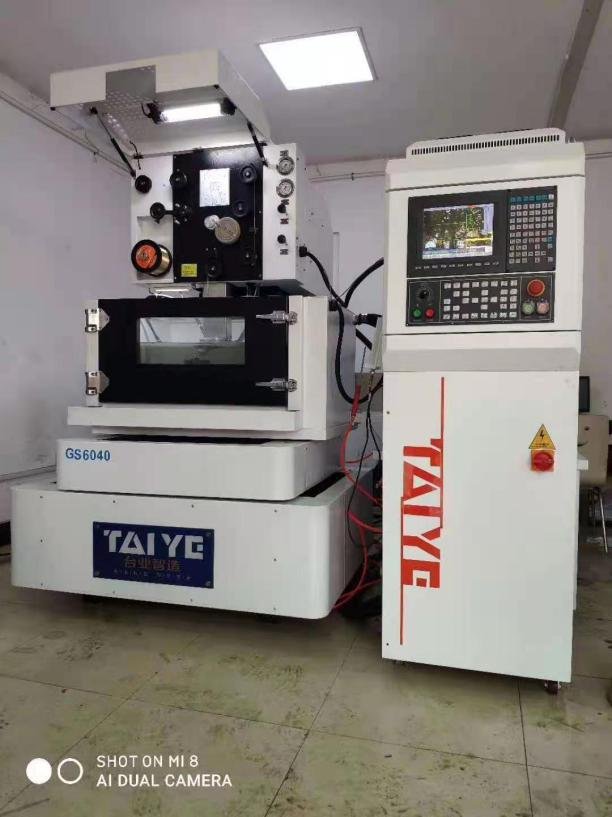 GS6040
TAIYE
台业智造
TAIYE
SHOT ON MI 8
AI DUAL CAMERA